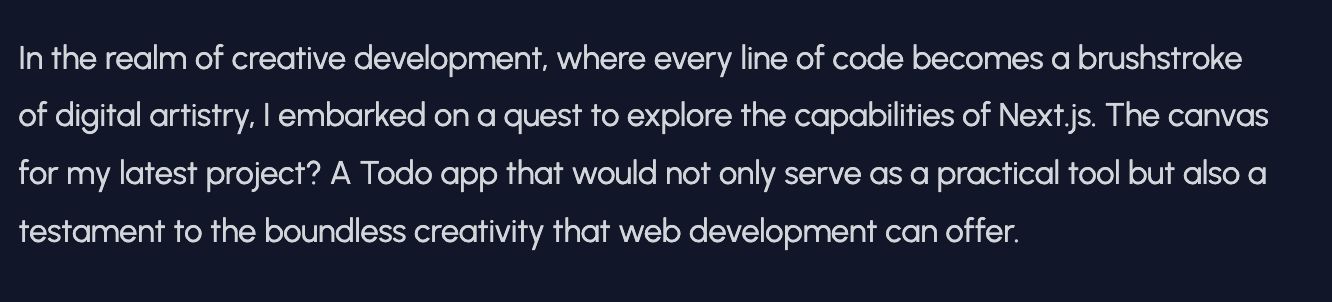 In the realm of creative development, where every line of code becomes a brushstroke
of digital artistry, I embarked on a quest to explore the capabilities of Next.js. The canvas
for my latest project? A Todo app that would not only serve as a practical tool but also a
testament to the boundless creativity that web development can offer.